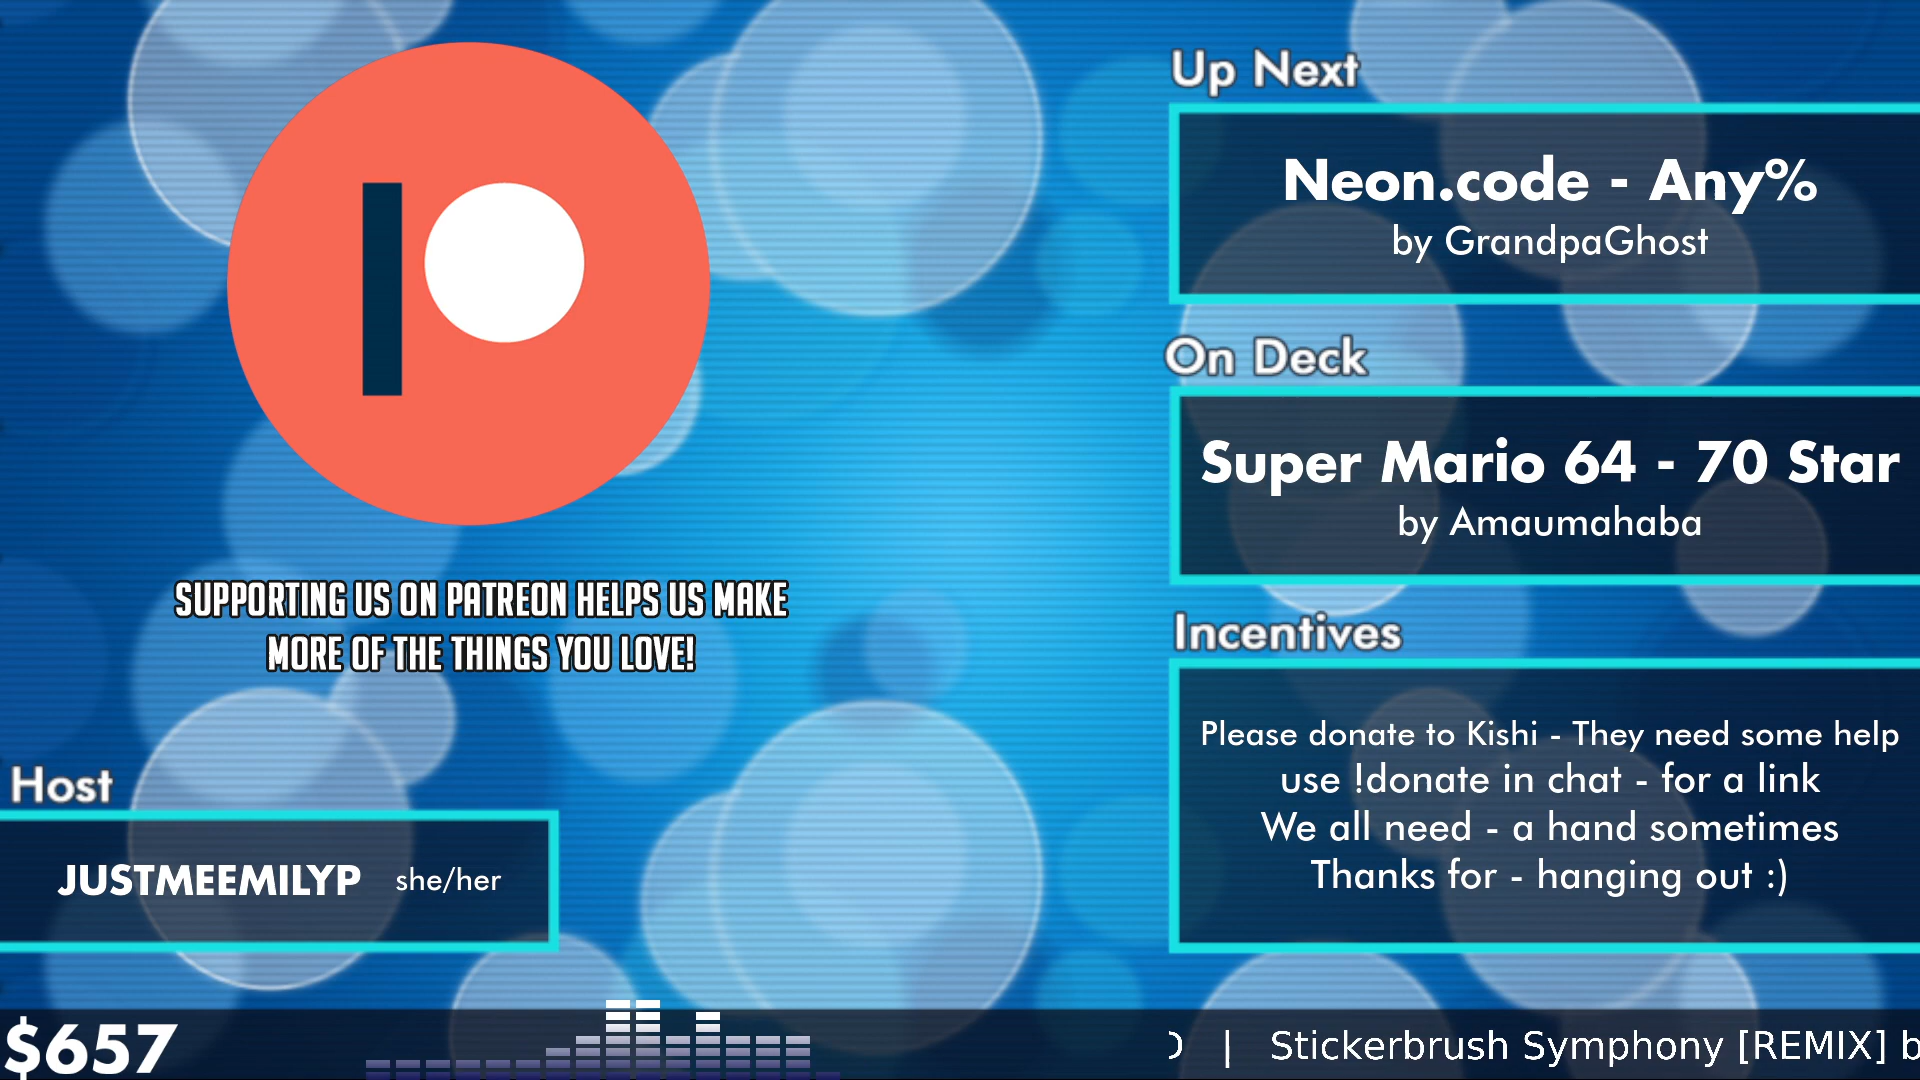 Up Next
Neon.code - Any%
by GrandpaGhost
On Deck
Super Mario 64 - 70 Star
by Amaumahaba
SUPPORTING US ON PATREON HELPS US MAKE
MORE OF THE THINGS YOU LOVE!
Incentives
Please donate to Kishi - They need some help
use !donate in chat - for a link
We all need - a hand sometimes
Thanks for - hanging out :)
Host
JUSTMEEMILYP she/her
$657
| Stickerbrush Symphony [REMIX] b